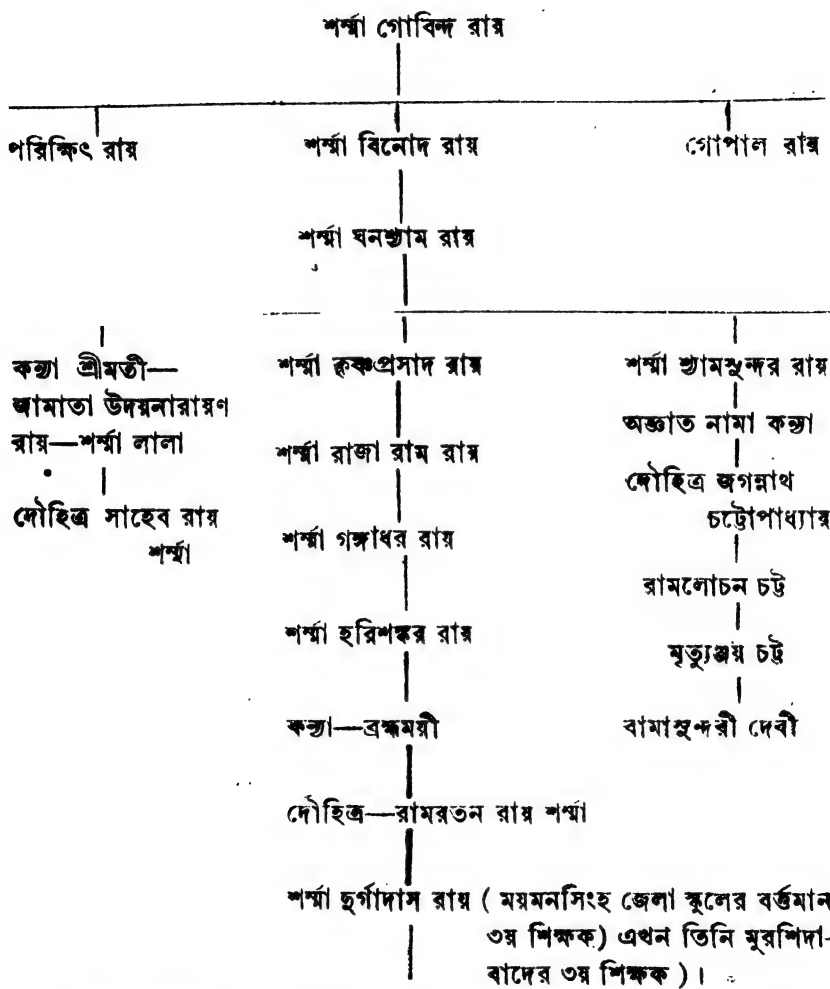 শর্ম্মা গোবিন্দ রায়
পরিক্ষিৎ রায়
শর্ম্মা বিনোদ রায়
গোপাল রায়
শর্ম্মা ঘনশ্যাম রায়
কন্যা শ্রীমতী—
জামাতা উদয়নারায়ণ
রায়—শর্ম্মা লালা
দৌহিত্র সাহেব রায়
শর্ম্মা
শর্ম্মা কৃষ্ণপ্রসাদ রায়
শর্ম্মা রাজা রাম রায়
শর্ম্মা গঙ্গাধর রায়
শর্ম্মা হরিশঙ্কর রায়
কন্যা—ব্রহ্মময়ী
দৌহিত্র—রামরতন রায় শর্ম্মা
শর্ম্মা দুর্গাদাস রায় ( ময়মনসিংহ জেলা স্কুলের বর্ত্তমান
৩য় শিক্ষক) এখন তিনি মুরশিদা-
বাদের ৩য় শিক্ষক )।
শর্ম্মা শ্যামসুন্দর রায়
অজ্ঞাত নামা কন্যা
দৌহিত্র জগন্নাথ
চট্টোপাধ্যায়
রামলোচন চট্ট
মৃত্যুঞ্জয় চট্ট
বামাসুন্দরী দেবী